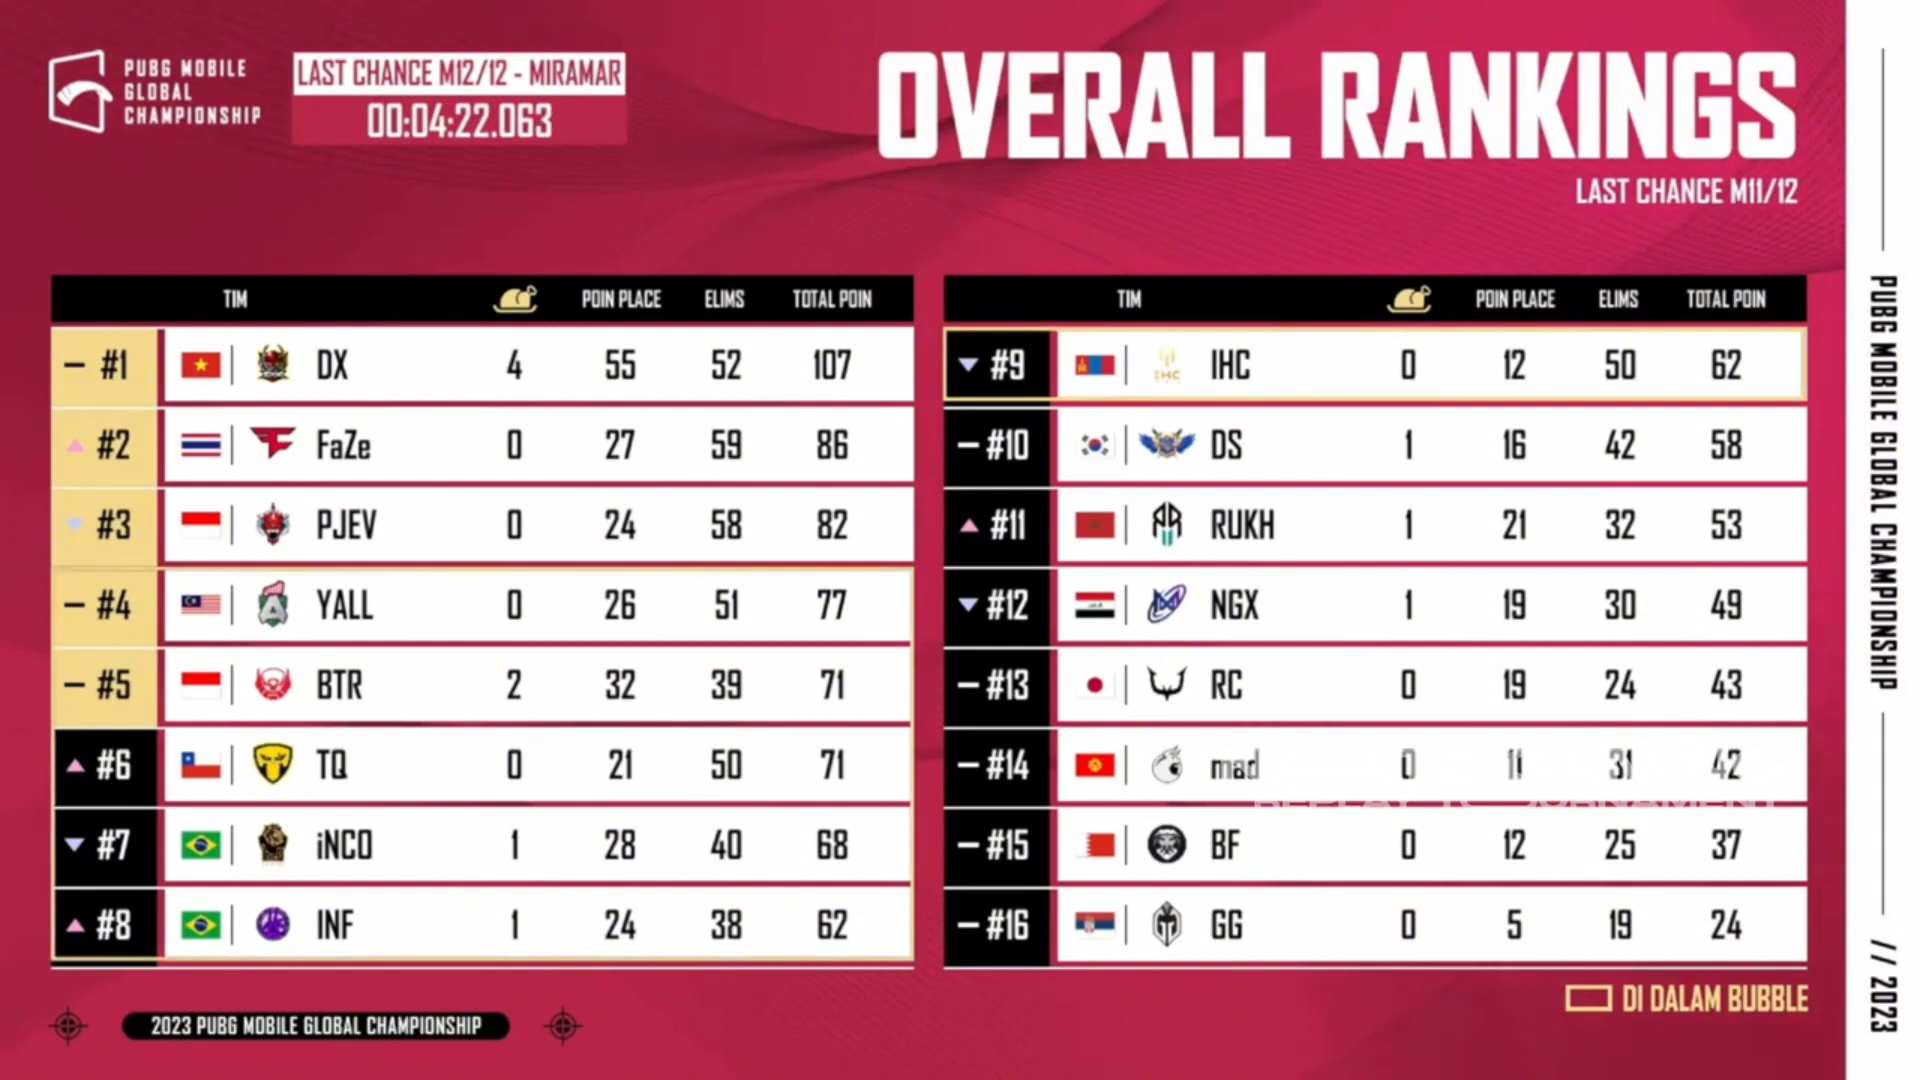 PUBG MOBILE
GLOBAL
CHAMPIONSHIP
LAST CHANCE M12/12 - MIRAMAR
00:04:22.063
OVERALL RANKINGS
LAST CHANCE M11/12
TIM POIN PLACE ELIMS TOTAL POIN
#1 DX 4 55 52 107
#2 FaZe 0 27 59 86
#3 PJEV 0 24 58 82
#4 YALL 0 26 51 77
#5 BTR 2 32 39 71
#6 TQ 0 21 50 71
#7 iNCO 1 28 40 68
#8 INF 1 24 38 62
TIM POIN PLACE ELIMS TOTAL POIN
#9 IHC IHC 0 12 50 62
#10 DS 1 16 42 58
#11 RUKH 1 21 32 53
#12 NGX 1 19 30 49
#13 RC 0 19 24 43
#14 mad 0 11 31 42
#15 BF 0 12 25 37
#16 GG 0 5 19 24
DI DALAM BUBBLE
2023 PUBG MOBILE GLOBAL CHAMPIONSHIP
PUBG MOBILE GLOBAL CHAMPIONSHIP
// 2023